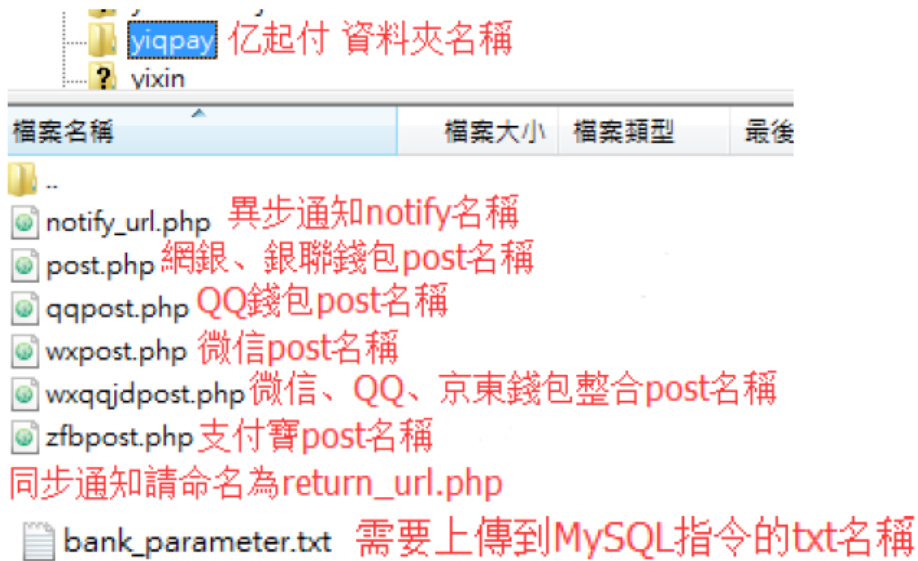 yiqpay 亿起付 資料夾名稱
yixin
檔案名稱 檔案大小 檔案類型 最後
..
notify_url.php 異步通知notify名稱
post.php 網銀、銀聯錢包post名稱
qqpost.php QQ錢包post名稱
wxpost.php 微信post名稱
wxqqjdpost.php 微信、QQ、京東錢包整合post名稱
zfbpost.php 支付寶post名稱
同步通知請命名為return_url.php
bank_parameter.txt 需要上傳到MySQL指令的txt名稱